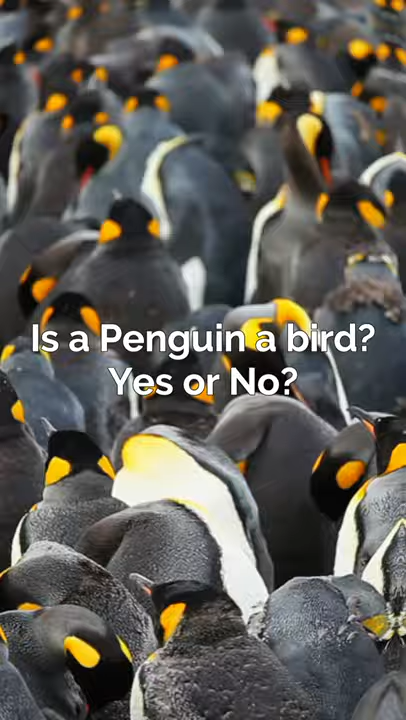 Is a Penguin a bird?
Yes or No?